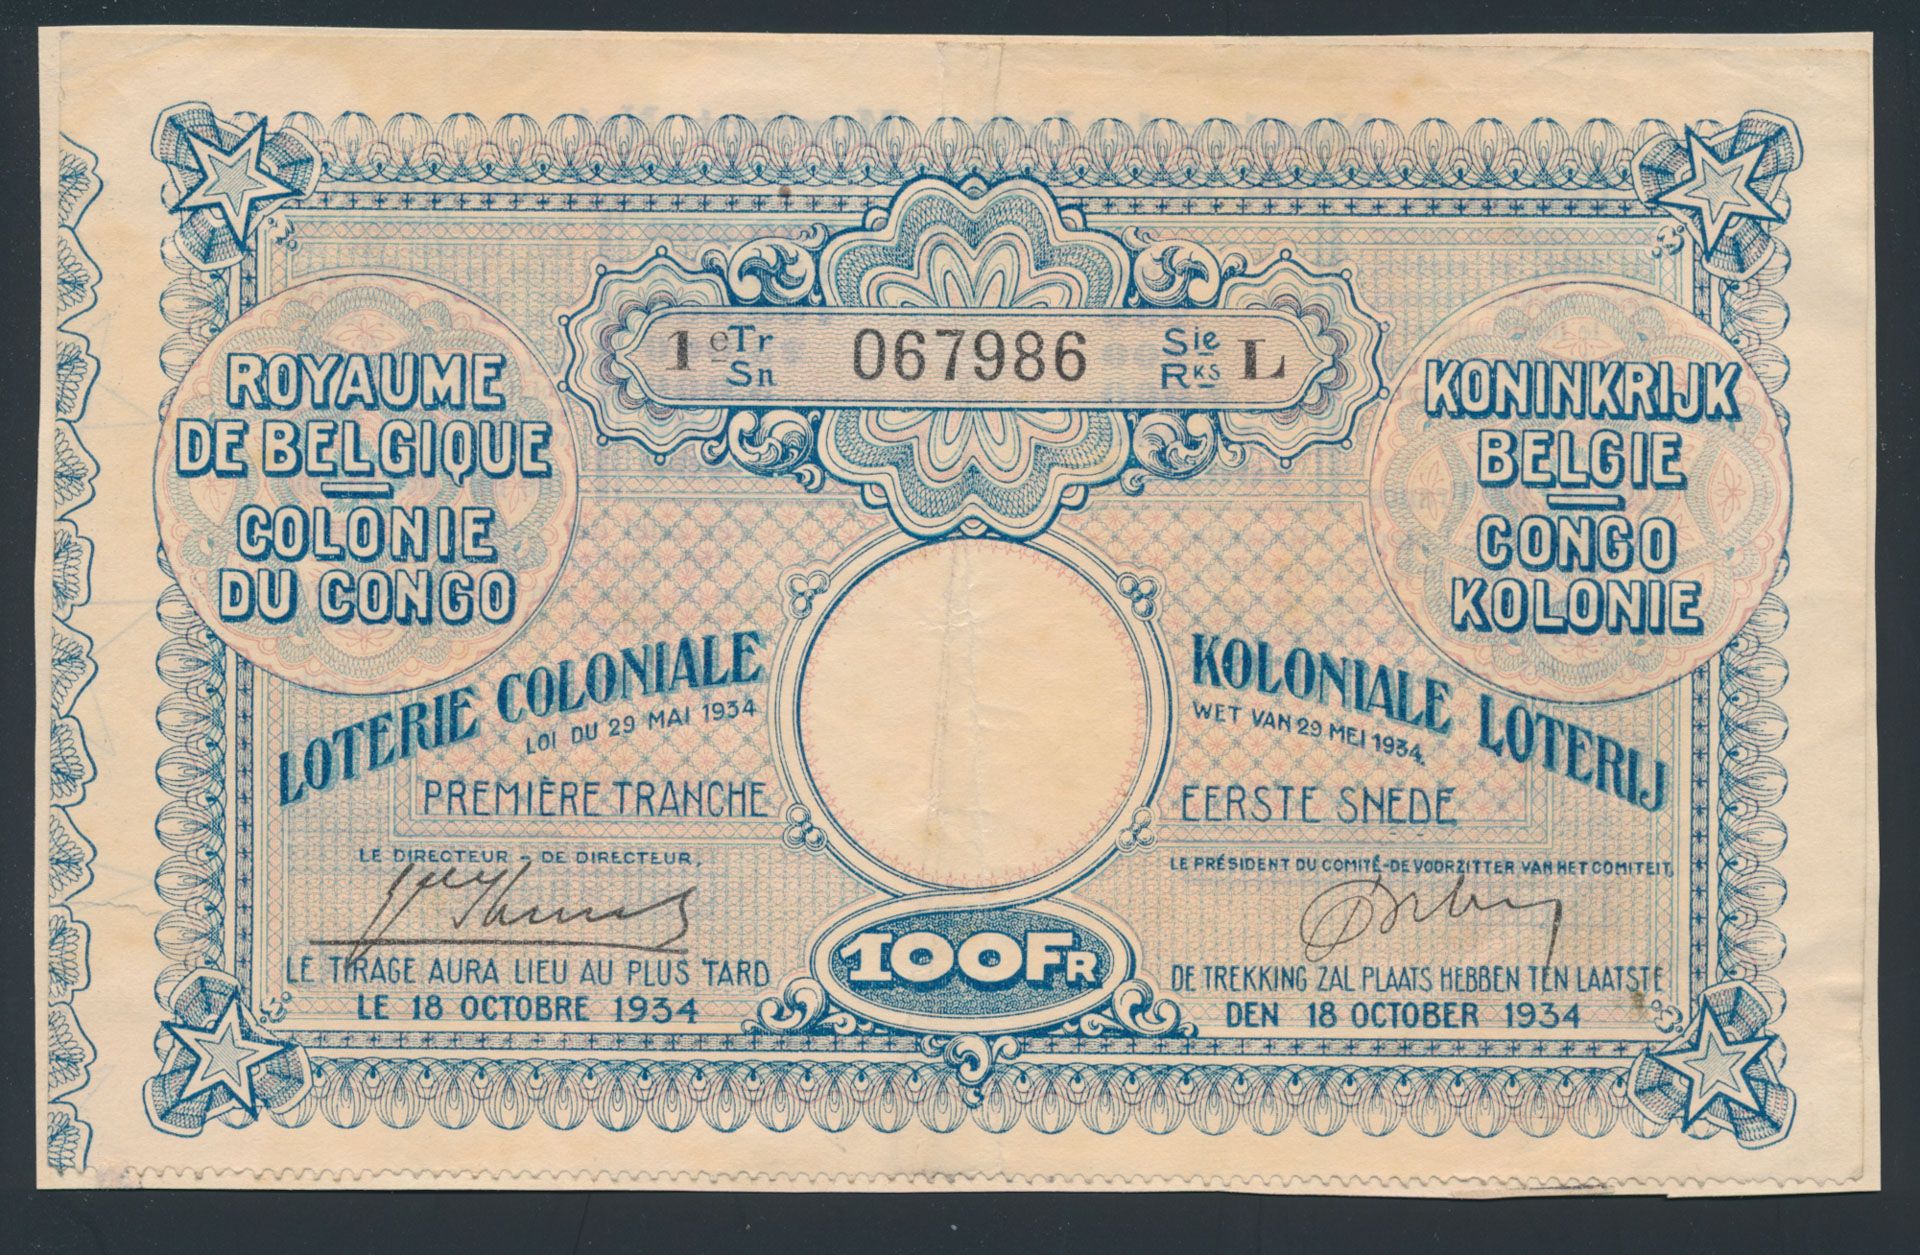 1 eTr Sn 067986 Sie Rks L
ROYAUME
DE BELGIQUE
COLONIE
DU CONGO
KONINKRIJK
BELGIE
CONGO
KOLONIE
LOTERIE COLONIALE
LOI DU 29 MAI 1934
PREMIÈRE TRANCHE
KOLONIALE LOTERIJ
WET VAN 29 MEI 1934.
EERSTE SNEDE
LE DIRECTEUR - DE DIRECTEUR,
LE PRÉSIDENT DU COMITÉ-DE VOORZITTER VAN HET COMITEIT,
LE TIRAGE AURA LIEU AU PLUS TARD
LE 18 OCTOBRE 1934
100 FR
DE TREKKING ZAL PLAATS HEBBEN TEN LAATSTE
DEN 18 OCTOBER 1934